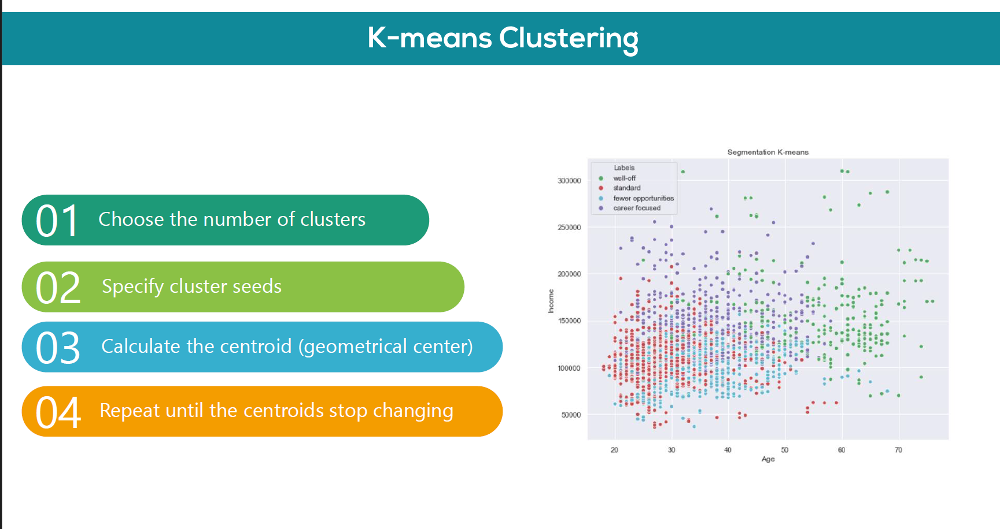 K-means Clustering
01 Choose the number of clusters
02 Specify cluster seeds
03 Calculate the centroid (geometrical center)
04 Repeat until the centroids stop changing
Segmentation K-means
Labels
well-off
standard
fewer opportunities
career focused
300000
250000
200000
150000
100000
50000
Income
20 30 40 50 60 70
Age